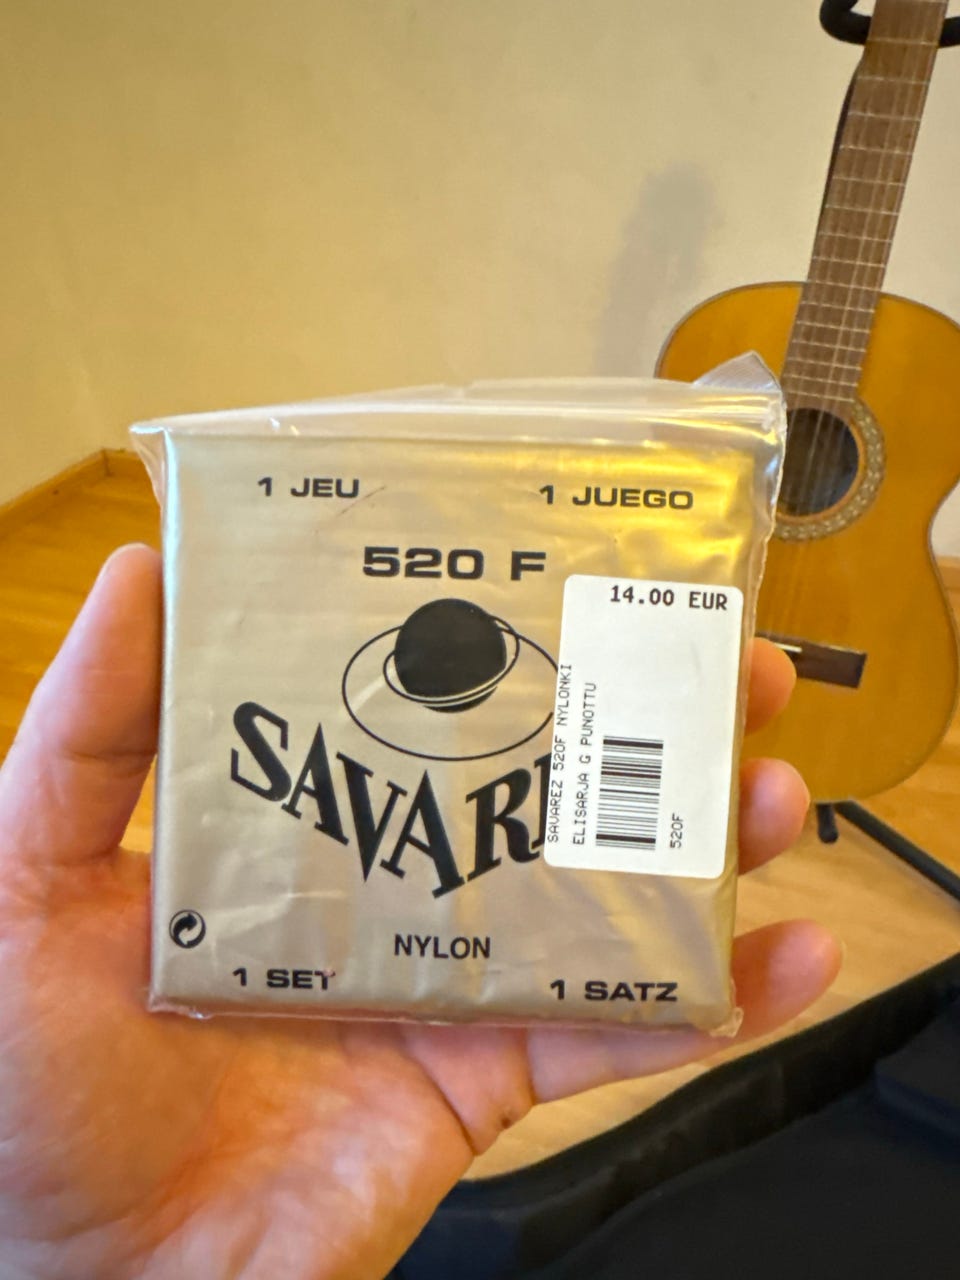 1 JEU
1 JUEGO
520 F
14.00 EUR
SAVAREZ 520F NYLONKI
ELISARJA G PUNOTTU
520F
NYLON
1 SET
1 SATZ